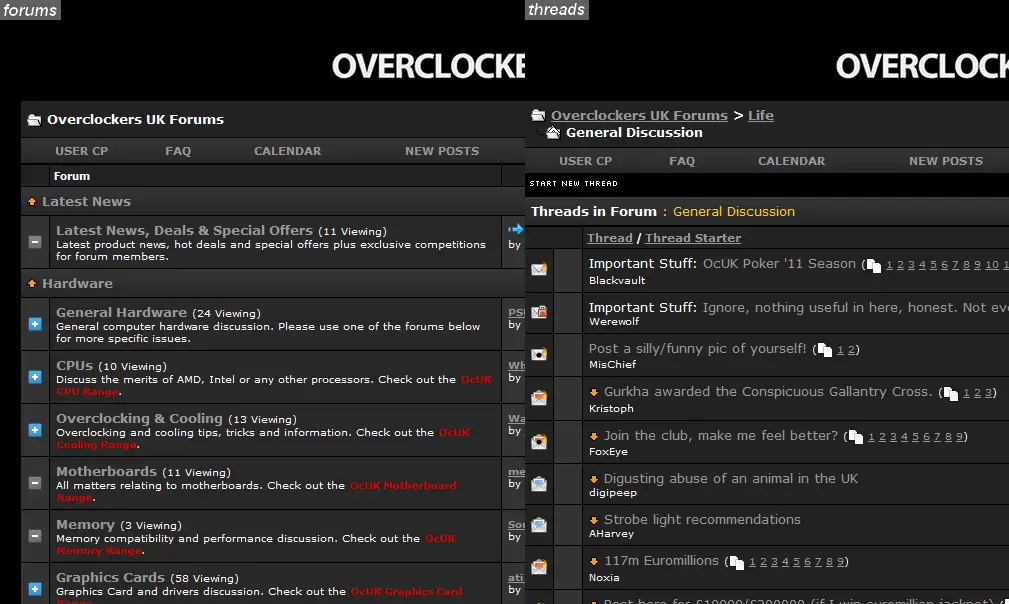 forums
OVERCLOCKE
Overclockers UK Forums
USER CP FAQ CALENDAR NEW POSTS
Forum
Latest News
Latest News, Deals & Special Offers (11 Viewing)
Latest product news, hot deals and special offers plus exclusive competitions
by
for forum members.
Hardware
General Hardware (24 Viewing)
PS
General computer hardware discussion. Please use one of the forums below
by
for more specific issues.
CPUs (10 Viewing)
Wh
Discuss the merits of AMD, Intel or any other processors. Check out the OcUK
by
CPU Range.
Overclocking & Cooling (13 Viewing)
Wa
Overclocking and cooling tips, tricks and information. Check out the OcUK
by
Cooling Range.
Motherboards (11 Viewing)
me
All matters relating to motherboards. Check out the OcUK Motherboard
by
Range.
Memory (3 Viewing)
So
Memory compatibility and performance discussion. Check out the OcUK
by
Memory Range.
Graphics Cards (58 Viewing)
ati
Graphics Card and drivers discussion. Check out the OcUK Graphics Card
by
threads
OVERCLOCK
Overclockers UK Forums > Life
General Discussion
USER CP FAQ CALENDAR NEW POSTS
START NEW THREAD
Threads in Forum : General Discussion
Thread / Thread Starter
Important Stuff: OcUK Poker '11 Season ( 1 2 3 4 5 6 7 8 9 10 1
Blackvault
Important Stuff: Ignore, nothing useful in here, honest. Not ev
Werewolf
Post a silly/funny pic of yourself! ( 1 2)
MisChief
Gurkha awarded the Conspicuous Gallantry Cross. ( 1 2 3)
Kristoph
Join the club, make me feel better? ( 1 2 3 4 5 6 7 8 9)
FoxEye
Digusting abuse of an animal in the UK
digipeep
Strobe light recommendations
AHarvey
117m Euromillions ( 1 2 3 4 5 6 7 8 9)
Noxia
Post here for £10000/£200000 (if I win euromillion jackpot) (